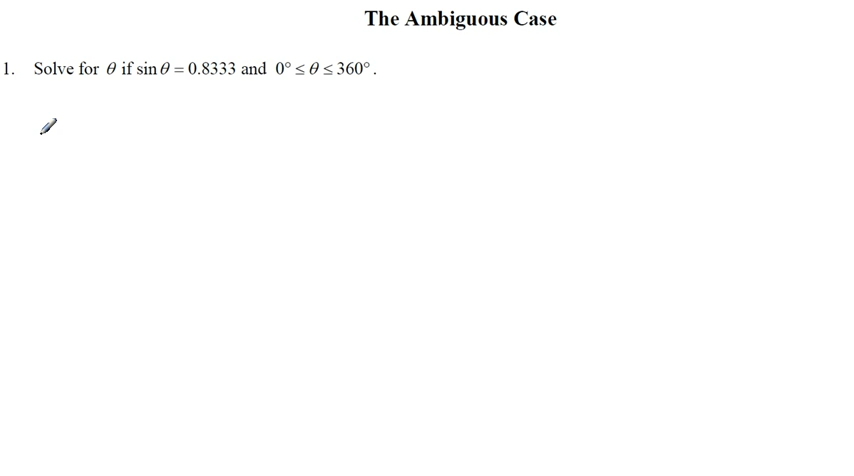 The Ambiguous Case
1. Solve for θ if sin θ = 0.8333 and 0° ≤ θ ≤ 360°.